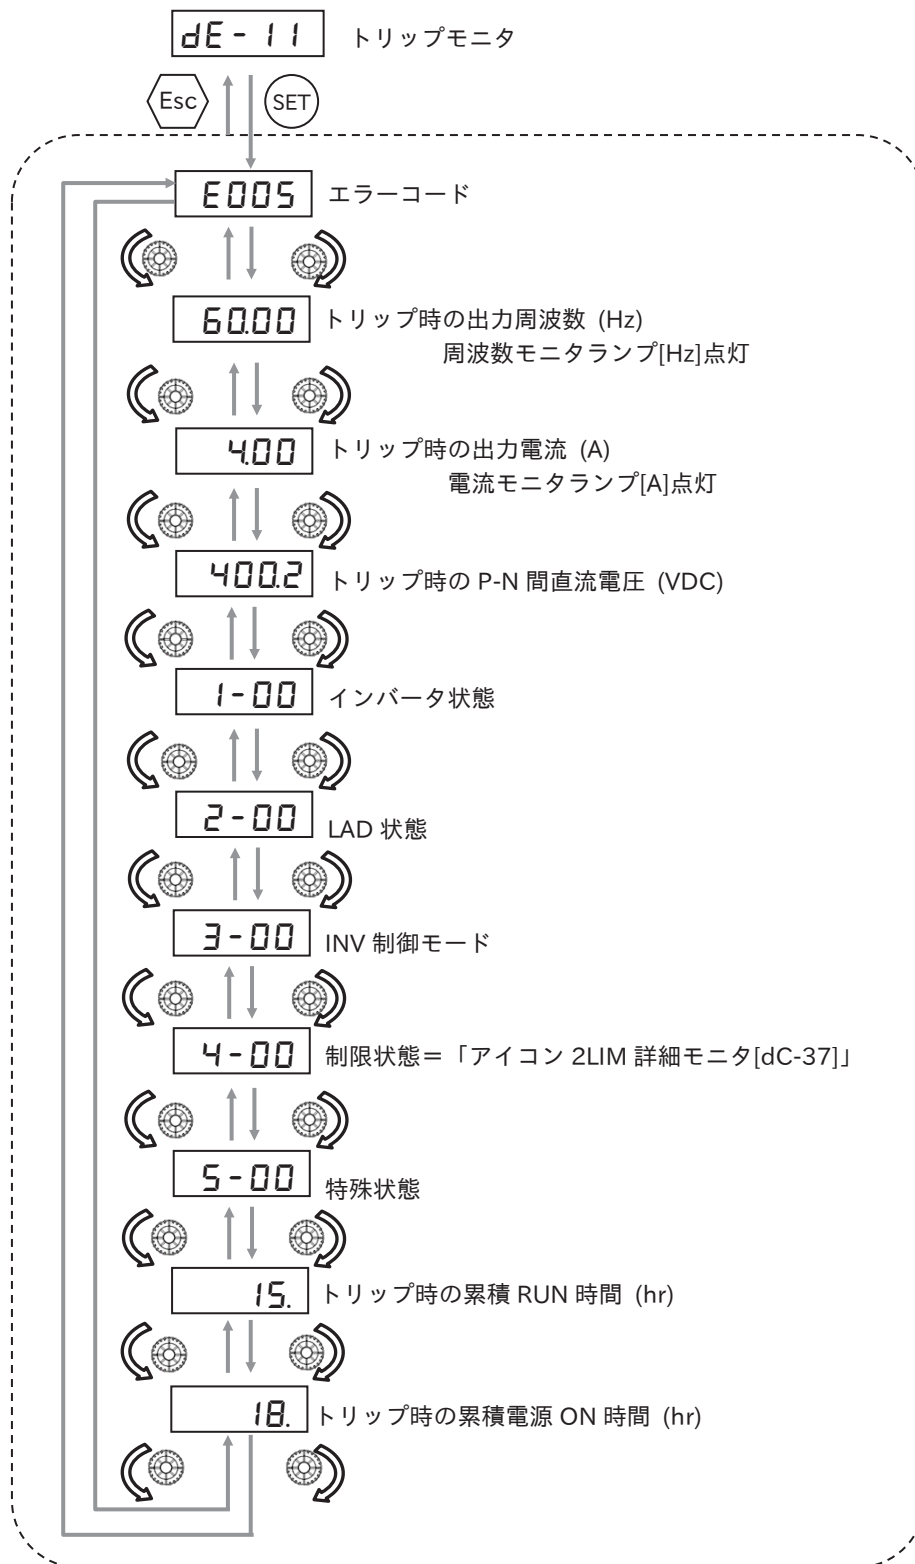 dE-11 トリップモニタ
Esc SET
E005 エラーコード
60.00 トリップ時の出力周波数 (Hz)
周波数モニタランプ[Hz]点灯
4.00 トリップ時の出力電流 (A)
電流モニタランプ[A]点灯
400.2 トリップ時の P-N 間直流電圧 (VDC)
1-00 インバータ状態
2-00 LAD 状態
3-00 INV 制御モード
4-00 制限状態＝「アイコン 2LIM 詳細モニタ[dC-37]」
5-00 特殊状態
15. トリップ時の累積 RUN 時間 (hr)
18. トリップ時の累積電源 ON 時間 (hr)